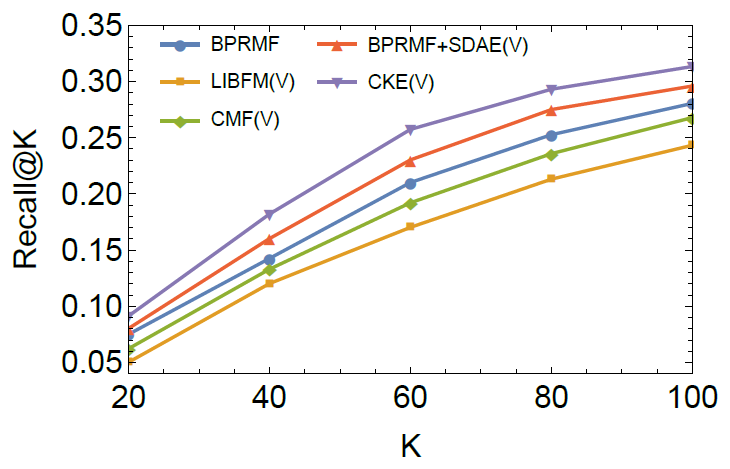 0.35
0.30
0.25
0.20
0.15
0.10
0.05
Recall@K
BPRMF
BPRMF+SDAE(V)
LIBFM(V)
CKE(V)
CMF(V)
20
40
60
80
100
K